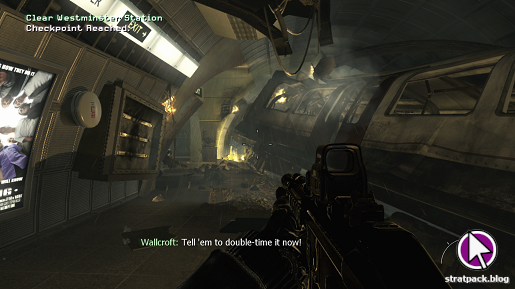 Clear Westminster Station
Checkpoint Reached.
Wallcroft: Tell 'em to double-time it now!
stratpack.blog